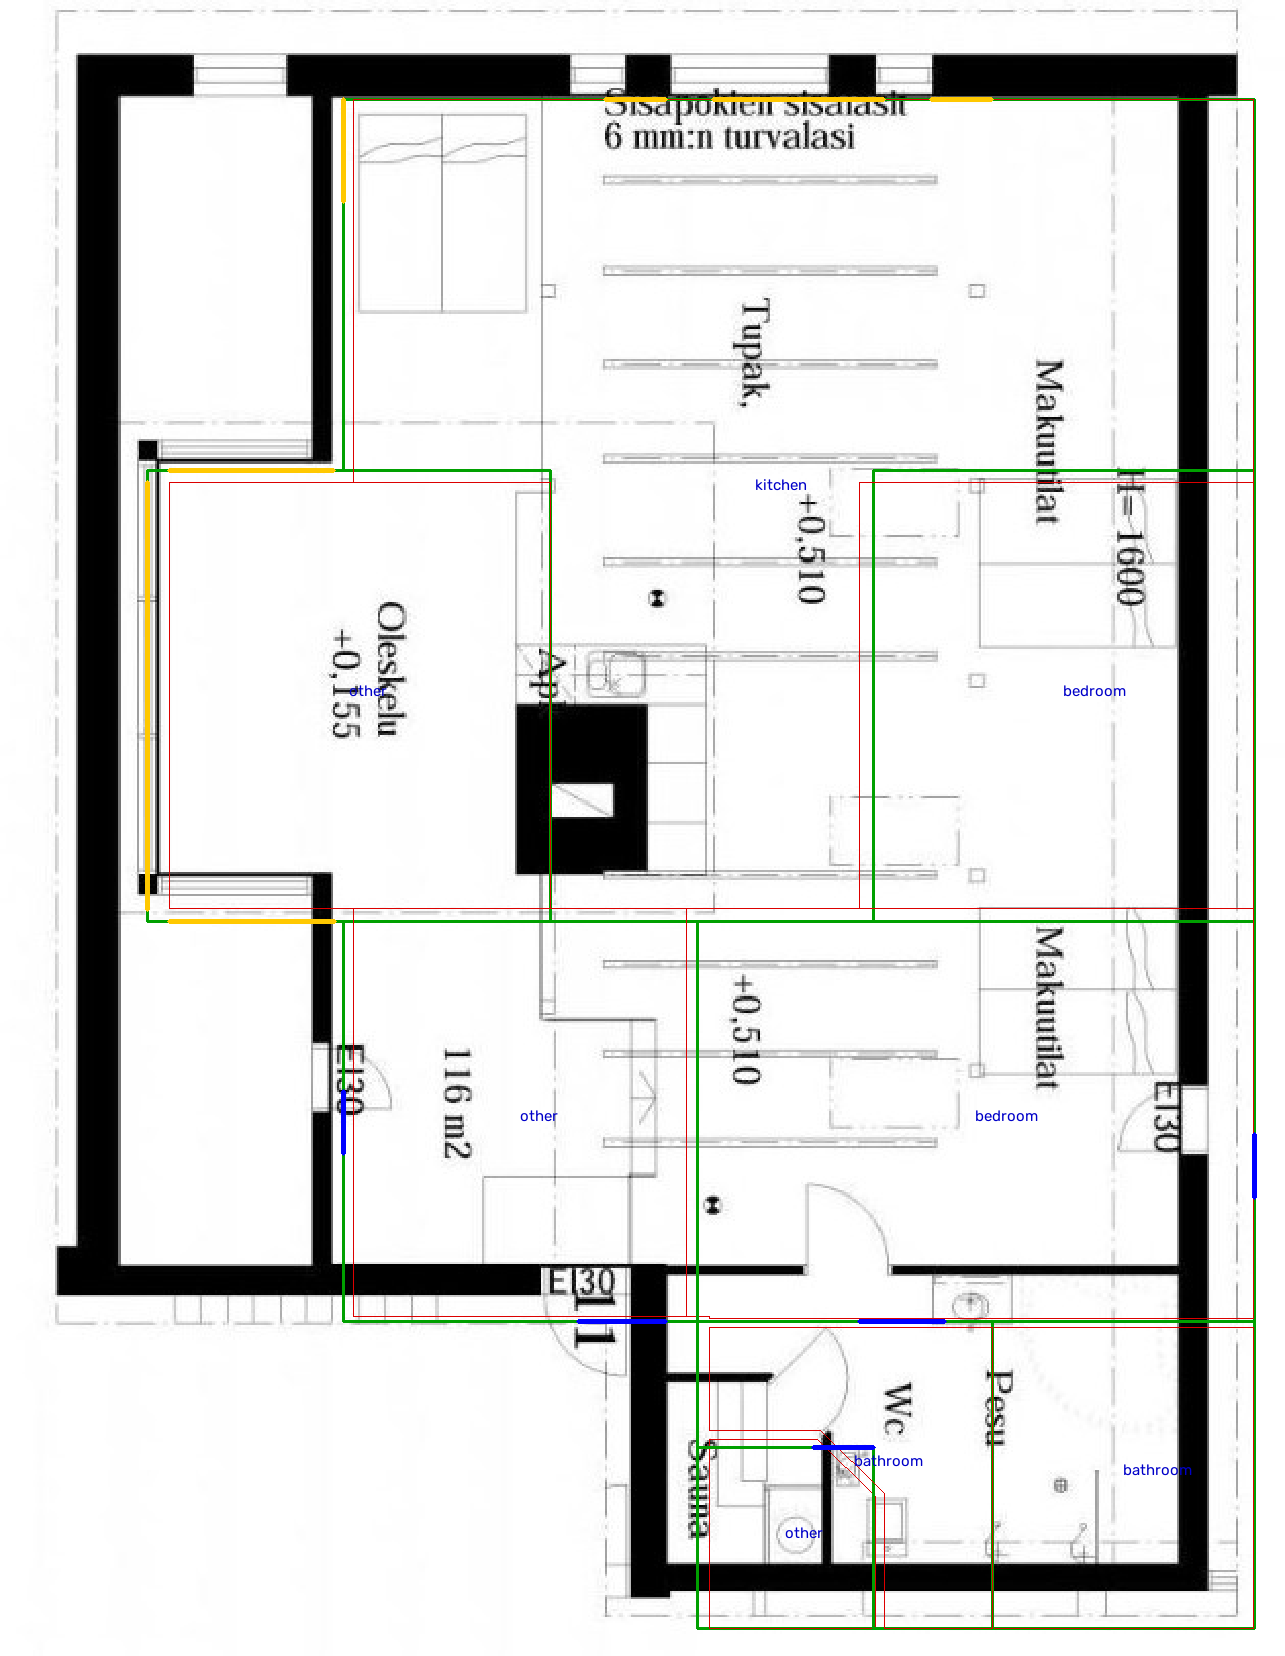 Sisäpokien sisälasit
6 mm:n turvalasi
Tupak,
Makuutilat
H= 1600
kitchen
+0,510
Oleskelu
+0,155
other
Apk
bedroom
Makuutilat
+0,510
EI30
116 m2
other
bedroom
EI30
EI30
Wc
Pesu
Sauna
bathroom
bathroom
other